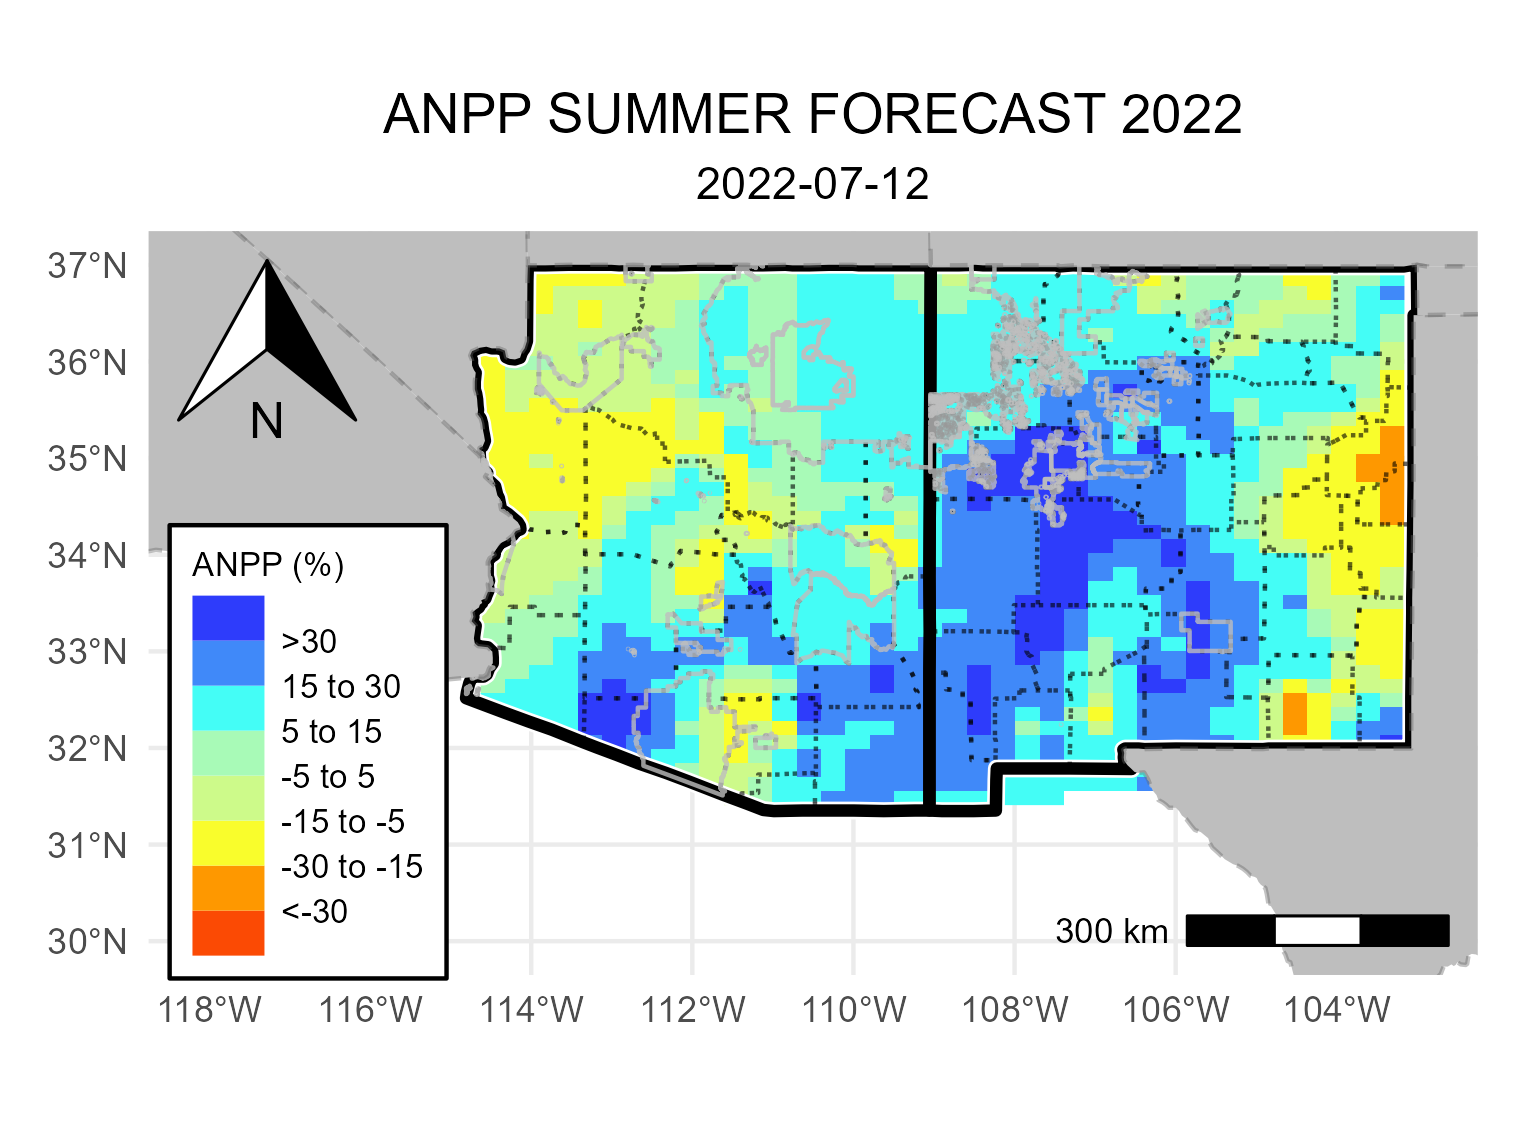 ANPP SUMMER FORECAST 2022
2022-07-12
37°N
36°N
35°N
34°N
33°N
32°N
31°N
30°N
N
ANPP (%)
>30
15 to 30
5 to 15
-5 to 5
-15 to -5
-30 to -15
<-30
300 km
118°W 116°W 114°W 112°W 110°W 108°W 106°W 104°W